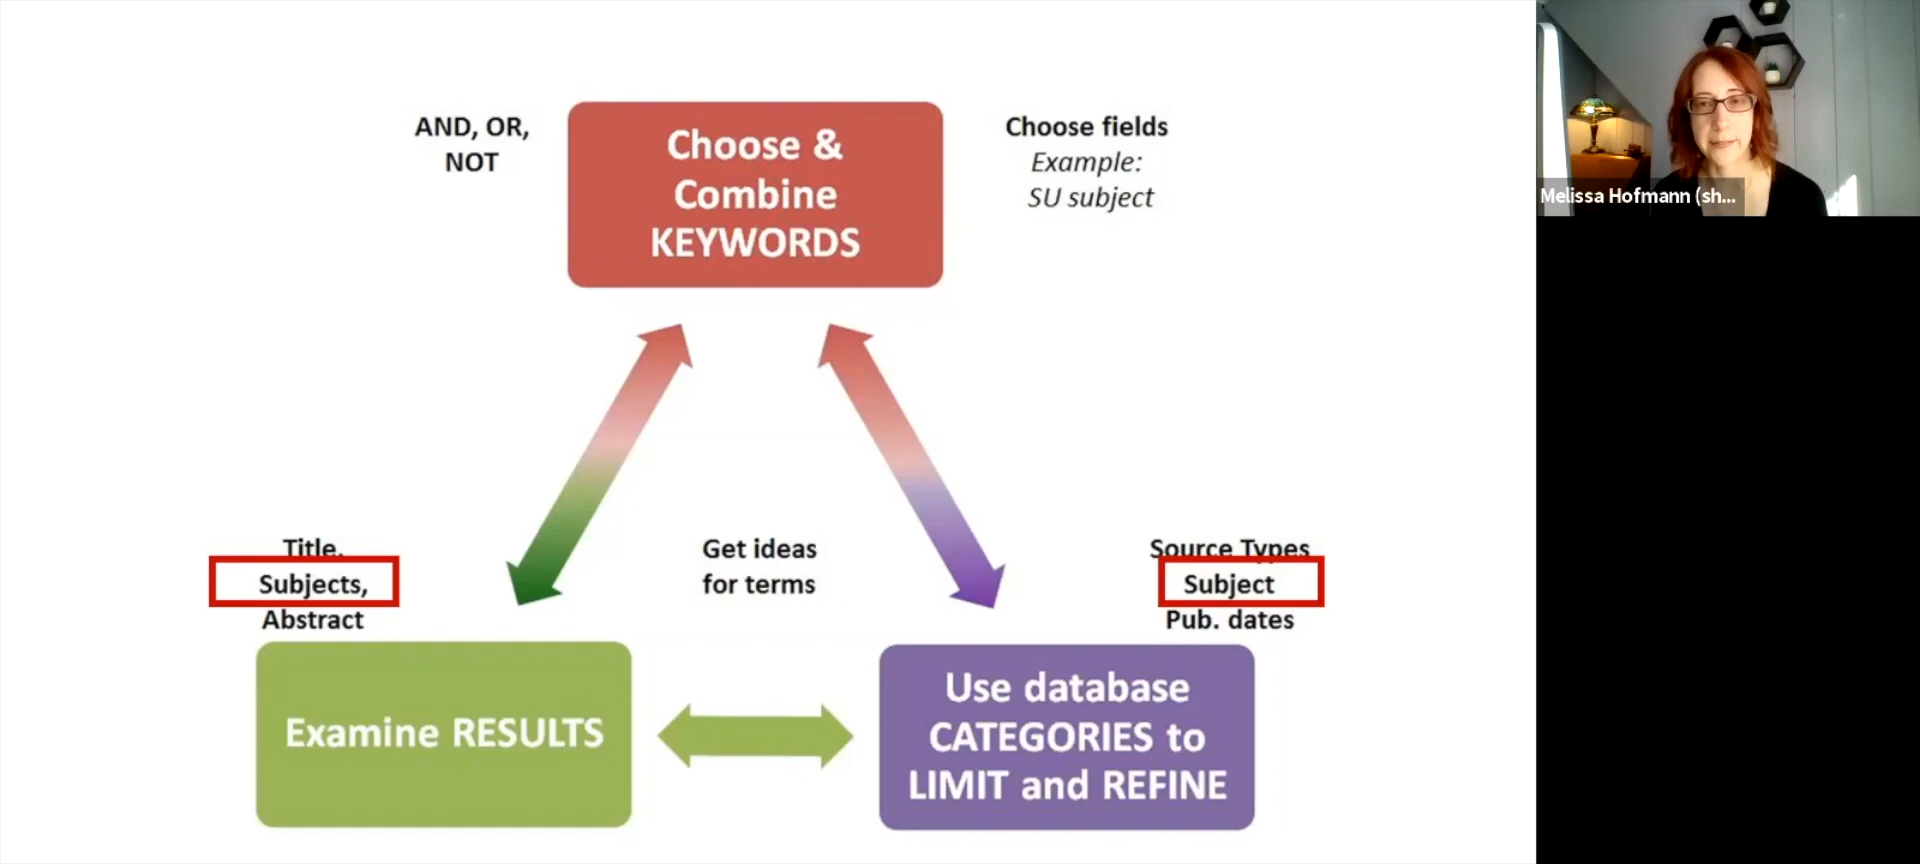 AND, OR,
NOT
Choose &
Combine
KEYWORDS
Choose fields
Example:
SU subject
Title,
Subjects,
Abstract
Get ideas
for terms
Source Types
Subject
Pub. dates
Examine RESULTS
Use database
CATEGORIES to
LIMIT and REFINE
Melissa Hofmann (sh...